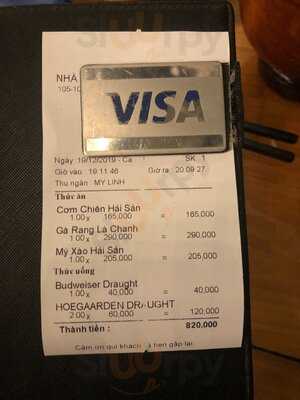 NHÀ
105-10
VISA
Ngày 19/12/2019 - Ca
SK 1
Giờ vào 19:11:46
Giờ ra 20:09:27
Thu ngân : MY LINH
Thức ăn
Cơm Chiên Hải Sản
1.00 x 165,000 = 165,000
Gà Rang Lá Chanh
1.00 x 290,000 = 290,000
Mỳ Xào Hải Sản
1.00 x 205,000 = 205,000
Thức uống
Budweiser Draught
1.00 x 40,000 = 40,000
HOEGAARDEN DRAUGHT
2.00 x 60,000 = 120,000
Thành tiền : 820.000
Cảm ơn quí khách và hẹn gặp lại